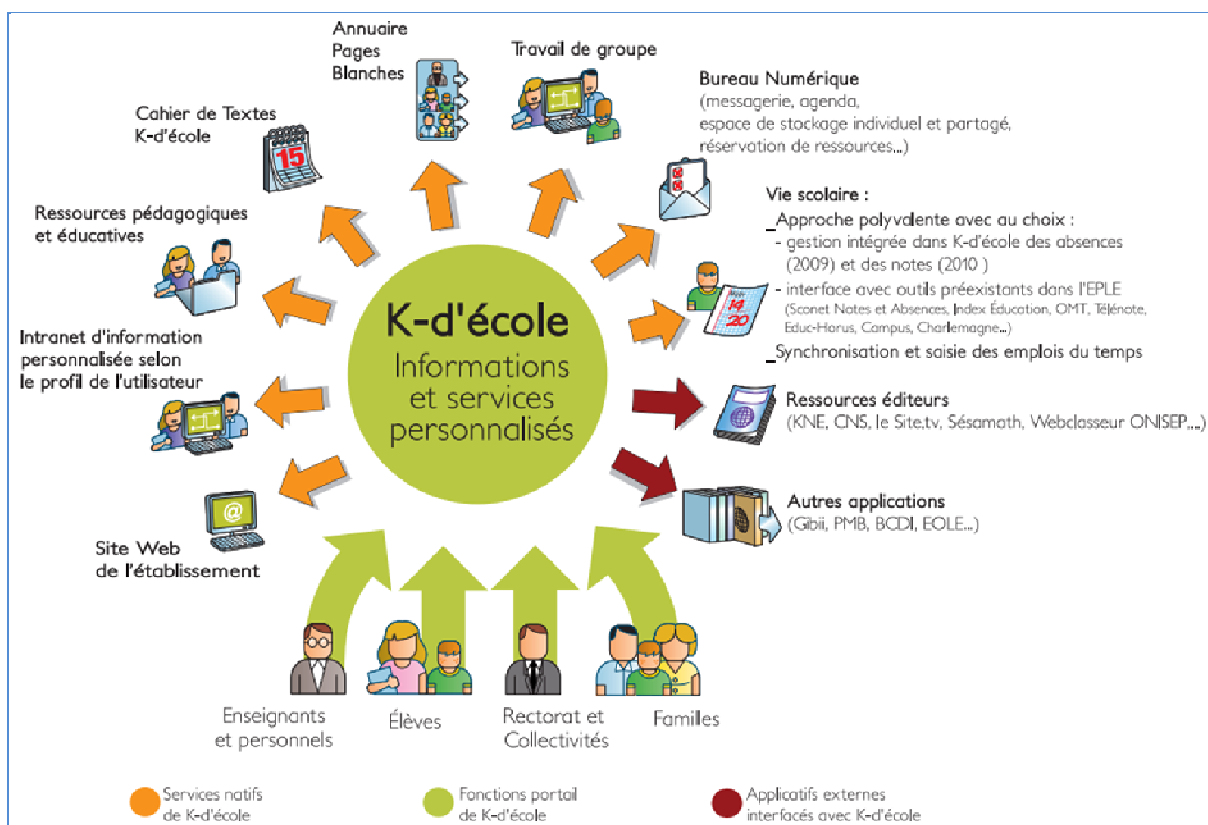 Annuaire
Pages
Blanches
Travail de groupe
Bureau Numérique
(messagerie, agenda,
espace de stockage individuel et partagé,
réservation de ressources...)
Cahier de Textes
K-d'école
15
Vie scolaire :
_Approche polyvalente avec au choix :
- gestion intégrée dans K-d'école des absences
(2009) et des notes (2010 )
- interface avec outils préexistants dans l'EPLE
(Sconet Notes et Absences, Index Éducation, OMT, Télénote,
Educ-Horus, Campus, Charlemagne...)
_Synchronisation et saisie des emplois du temps
14
20
Ressources pédagogiques
et éducatives
K-d'école
Informations
et services
personnalisés
Intranet d'information
personnalisée selon
le profil de l'utilisateur
Ressources éditeurs
(KNE, CNS, le Site.tv, Sésamath, Webclasseur ONISEP,...)
@
Site Web
de l'établissement
Autres applications
(Gibii, PMB, BCDI, EOLE...)
Enseignants
et personnels
Élèves
Rectorat et
Collectivités
Familles
Services natifs
de K-d'école
Fonctions portail
de K-d'école
Applicatifs externes
interfacés avec K-d'école